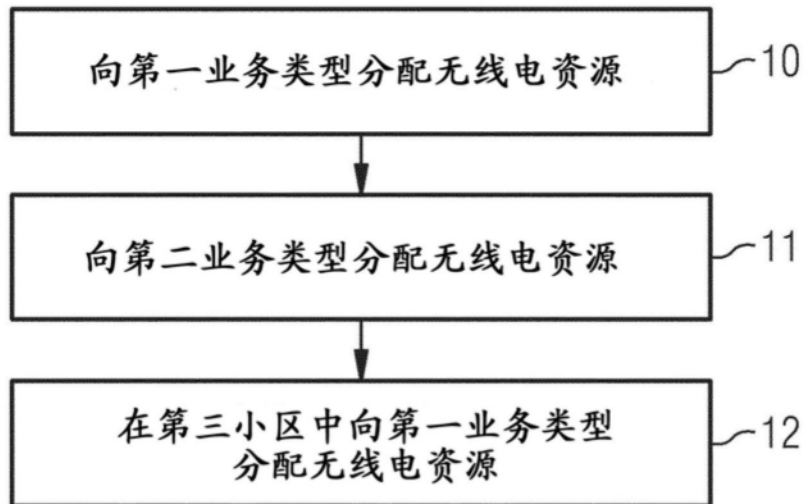 向第一业务类型分配无线电资源
10
向第二业务类型分配无线电资源
11
在第三小区中向第一业务类型
分配无线电资源
12